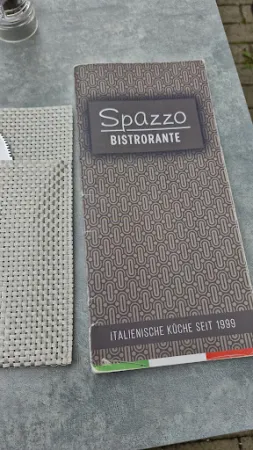 Spazzo
BISTRORANTE
ITALIENISCHE KÜCHE SEIT 1999